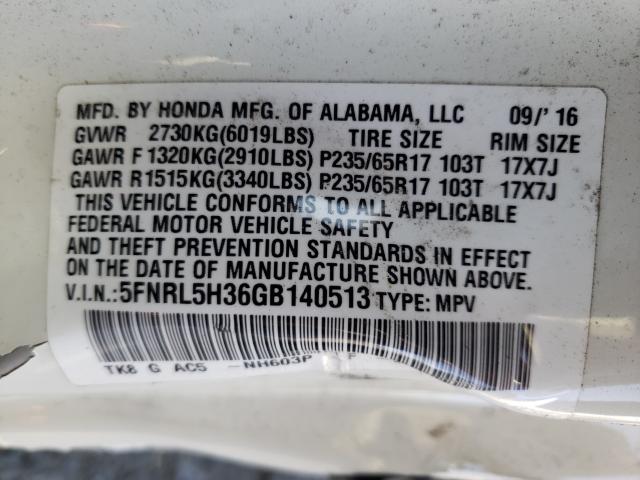 MFD. BY HONDA MFG. OF ALABAMA, LLC 09/' 16
GVWR 2730KG(6019LBS) TIRE SIZE RIM SIZE
GAWR F 1320KG(2910LBS) P235/65R17 103T 17X7J
GAWR R1515KG(3340LBS) P235/65R17 103T 17X7J
THIS VEHICLE CONFORMS TO ALL APPLICABLE
FEDERAL MOTOR VEHICLE SAFETY
AND THEFT PREVENTION STANDARDS IN EFFECT
ON THE DATE OF MANUFACTURE SHOWN ABOVE.
V.I.N.:5FNRL5H36GB140513 TYPE: MPV
TK8 G AC5 -NH603P P